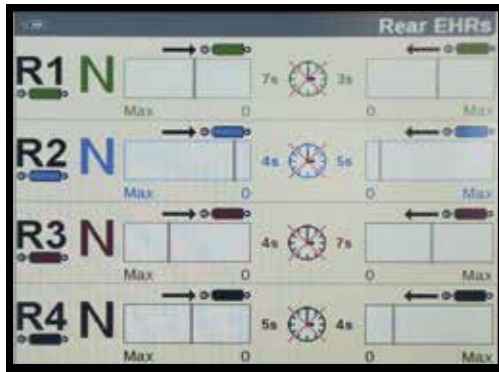 Rear EHRs
R1 N 7s 3s
Max 0 0 Max
R2 N 4s 5s
Max 0 0 Max
R3 N 4s 7s
Max 0 0 Max
R4 N 5s 4s
Max 0 0 Max